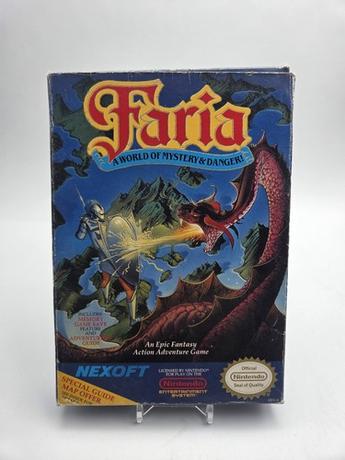 Faria
A WORLD OF MYSTERY & DANGER!
INCLUDES
MEMORY
GAME SAVE
FEATURE
AND
ADVENTURE
GUIDE
An Epic Fantasy
Action Adventure Game
NEXOFT
LICENSED BY NINTENDO
FOR PLAY ON THE
Nintendo
ENTERTAINMENT
SYSTEM
Official
Nintendo
Seal of Quality
SPECIAL GUIDE
MAP OFFER